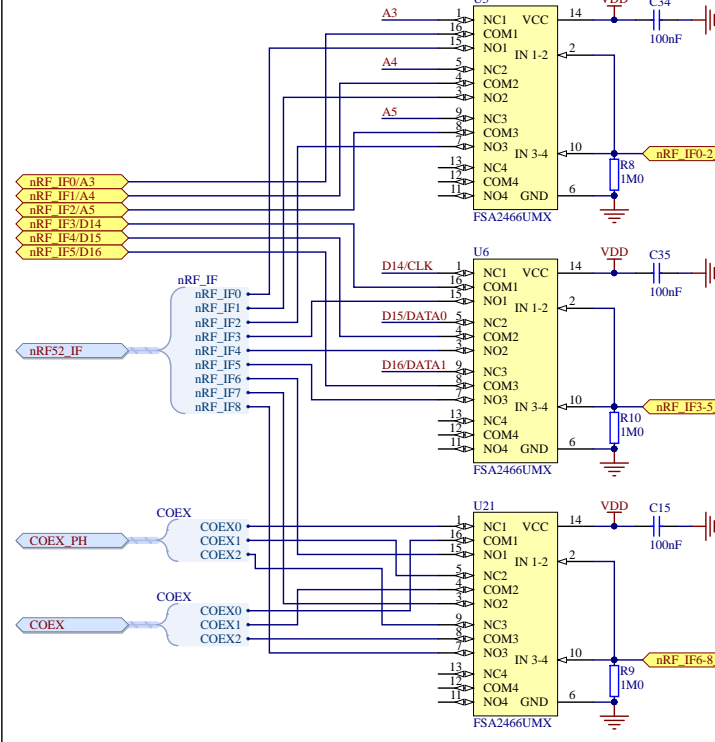 U5
VDD
C34
A3
1
NC1
VCC
14
16
COM1
100nF
15
NO1
IN 1-2
2
A4
5
NC2
4
COM2
3
NO2
A5
9
NC3
8
COM3
7
NO3
IN 3-4
10
nRF_IF0-2
13
NC4
R8
12
COM4
1M0
11
NO4
GND
6
FSA2466UMX
nRF_IF0/A3
nRF_IF1/A4
nRF_IF2/A5
nRF_IF3/D14
nRF_IF4/D15
nRF_IF5/D16
U6
VDD
C35
D14/CLK
1
NC1
VCC
14
16
COM1
100nF
15
NO1
IN 1-2
2
D15/DATA0
5
NC2
4
COM2
3
NO2
D16/DATA1
9
NC3
8
COM3
7
NO3
IN 3-4
10
nRF_IF3-5
13
NC4
R10
12
COM4
1M0
11
NO4
GND
6
FSA2466UMX
nRF_IF
nRF_IF0
nRF_IF1
nRF_IF2
nRF_IF3
nRF_IF4
nRF_IF5
nRF_IF6
nRF_IF7
nRF_IF8
nRF52_IF
U21
VDD
C15
1
NC1
VCC
14
16
COM1
100nF
15
NO1
IN 1-2
2
5
NC2
4
COM2
3
NO2
9
NC3
8
COM3
7
NO3
IN 3-4
10
nRF_IF6-8
13
NC4
R9
12
COM4
1M0
11
NO4
GND
6
FSA2466UMX
COEX
COEX0
COEX1
COEX2
COEX_PH
COEX
COEX0
COEX1
COEX2
COEX